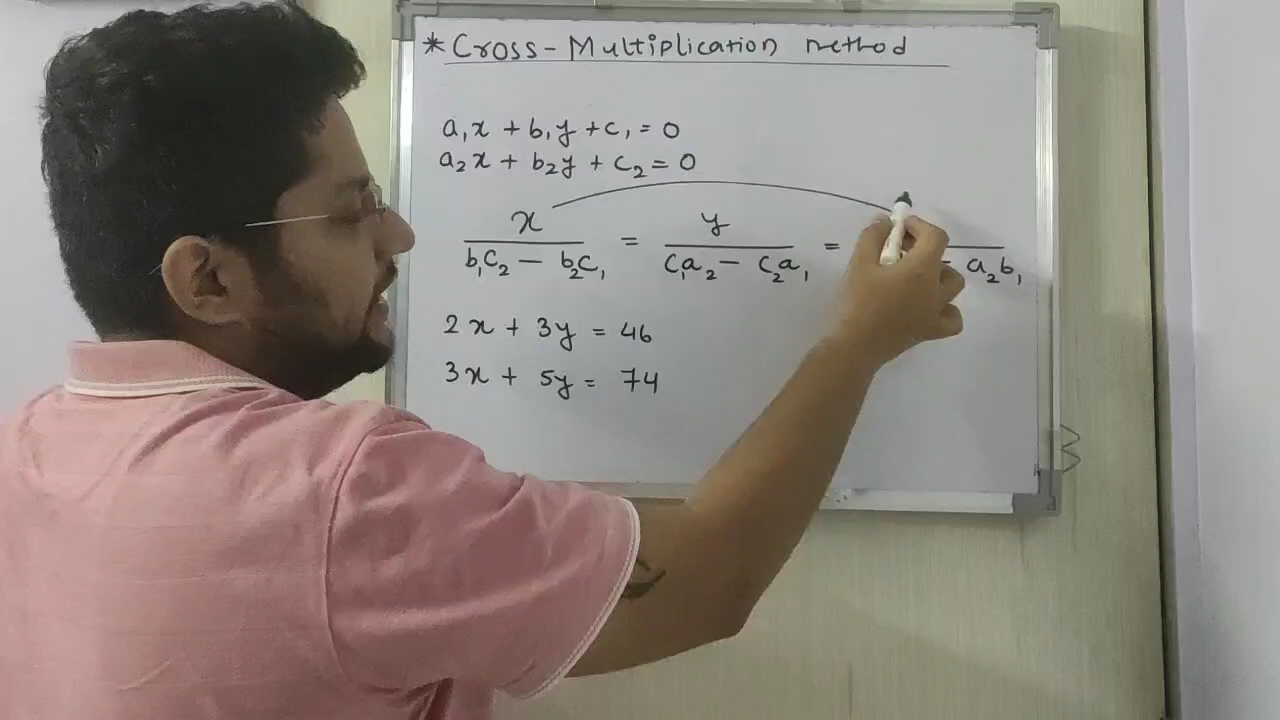 * Cross-Multiplication method
a₁x + b₁y + c₁ = 0
a₂x + b₂y + c₂ = 0
x y
b₁c₂ - b₂c₁ = c₁a₂ - c₂a₁ = - a₂b₁
2x + 3y = 46
3x + 5y = 74